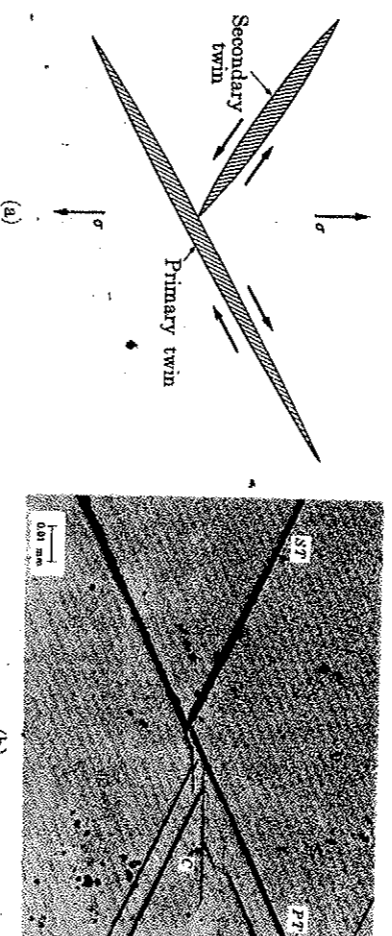 Secondary
twin
σ
σ
Primary twin
(a)
ST
PT
C
0.01 mm
(b)